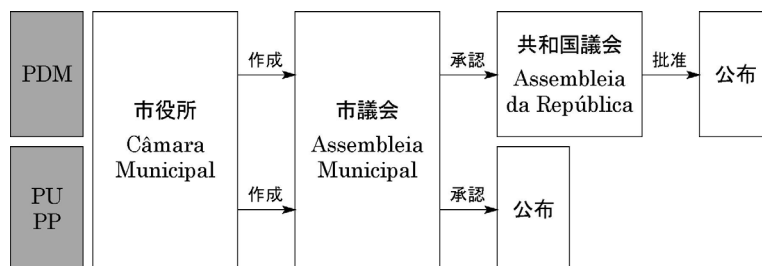 PDM
市役所
Câmara
Municipal
作成
市議会
Assembleia
Municipal
承認
共和国議会
Assembleia
da República
批准
公布
PU
PP
作成
承認
公布